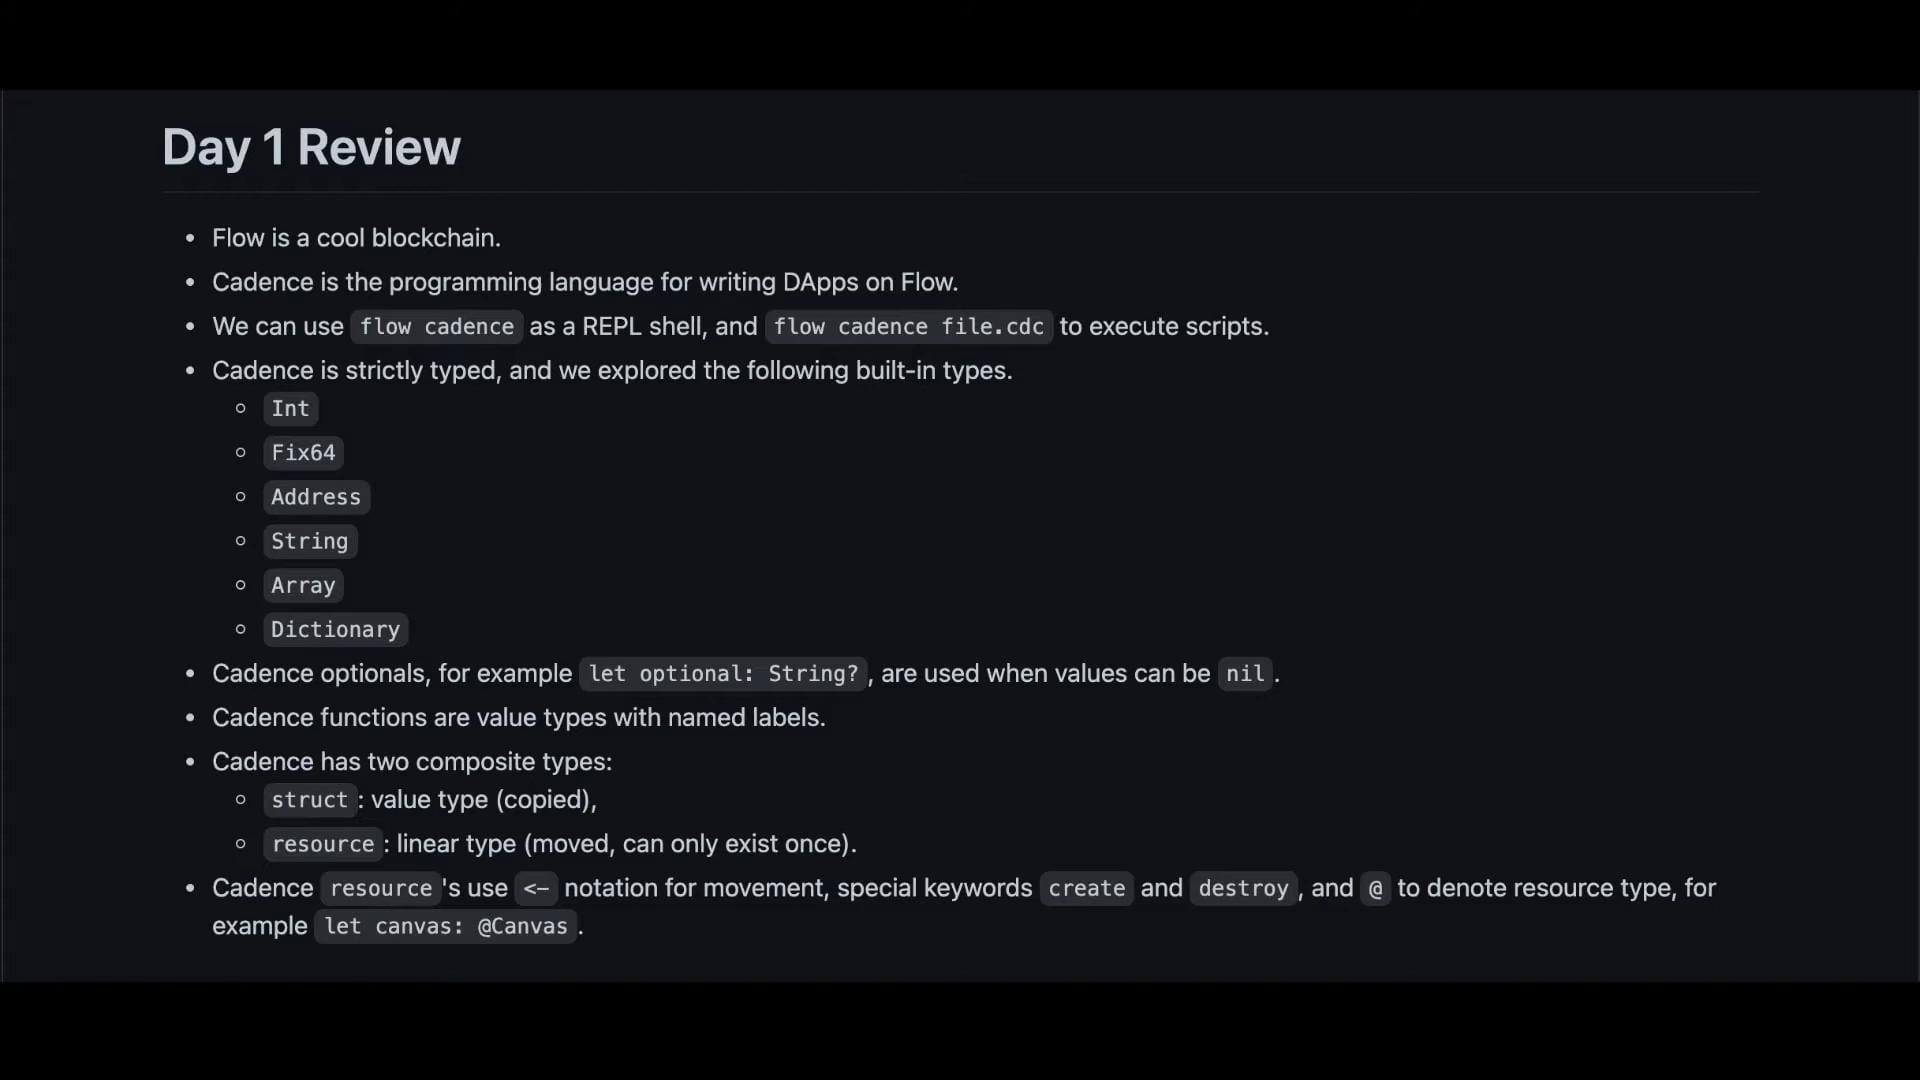 Day 1 Review
• Flow is a cool blockchain.
• Cadence is the programming language for writing DApps on Flow.
• We can use flow cadence as a REPL shell, and flow cadence file.cdc to execute scripts.
• Cadence is strictly typed, and we explored the following built-in types.
◦ Int
◦ Fix64
◦ Address
◦ String
◦ Array
◦ Dictionary
• Cadence optionals, for example let optional: String?, are used when values can be nil.
• Cadence functions are value types with named labels.
• Cadence has two composite types:
◦ struct: value type (copied),
◦ resource: linear type (moved, can only exist once).
• Cadence resource's use <- notation for movement, special keywords create and destroy, and @ to denote resource type, for
example let canvas: @Canvas.